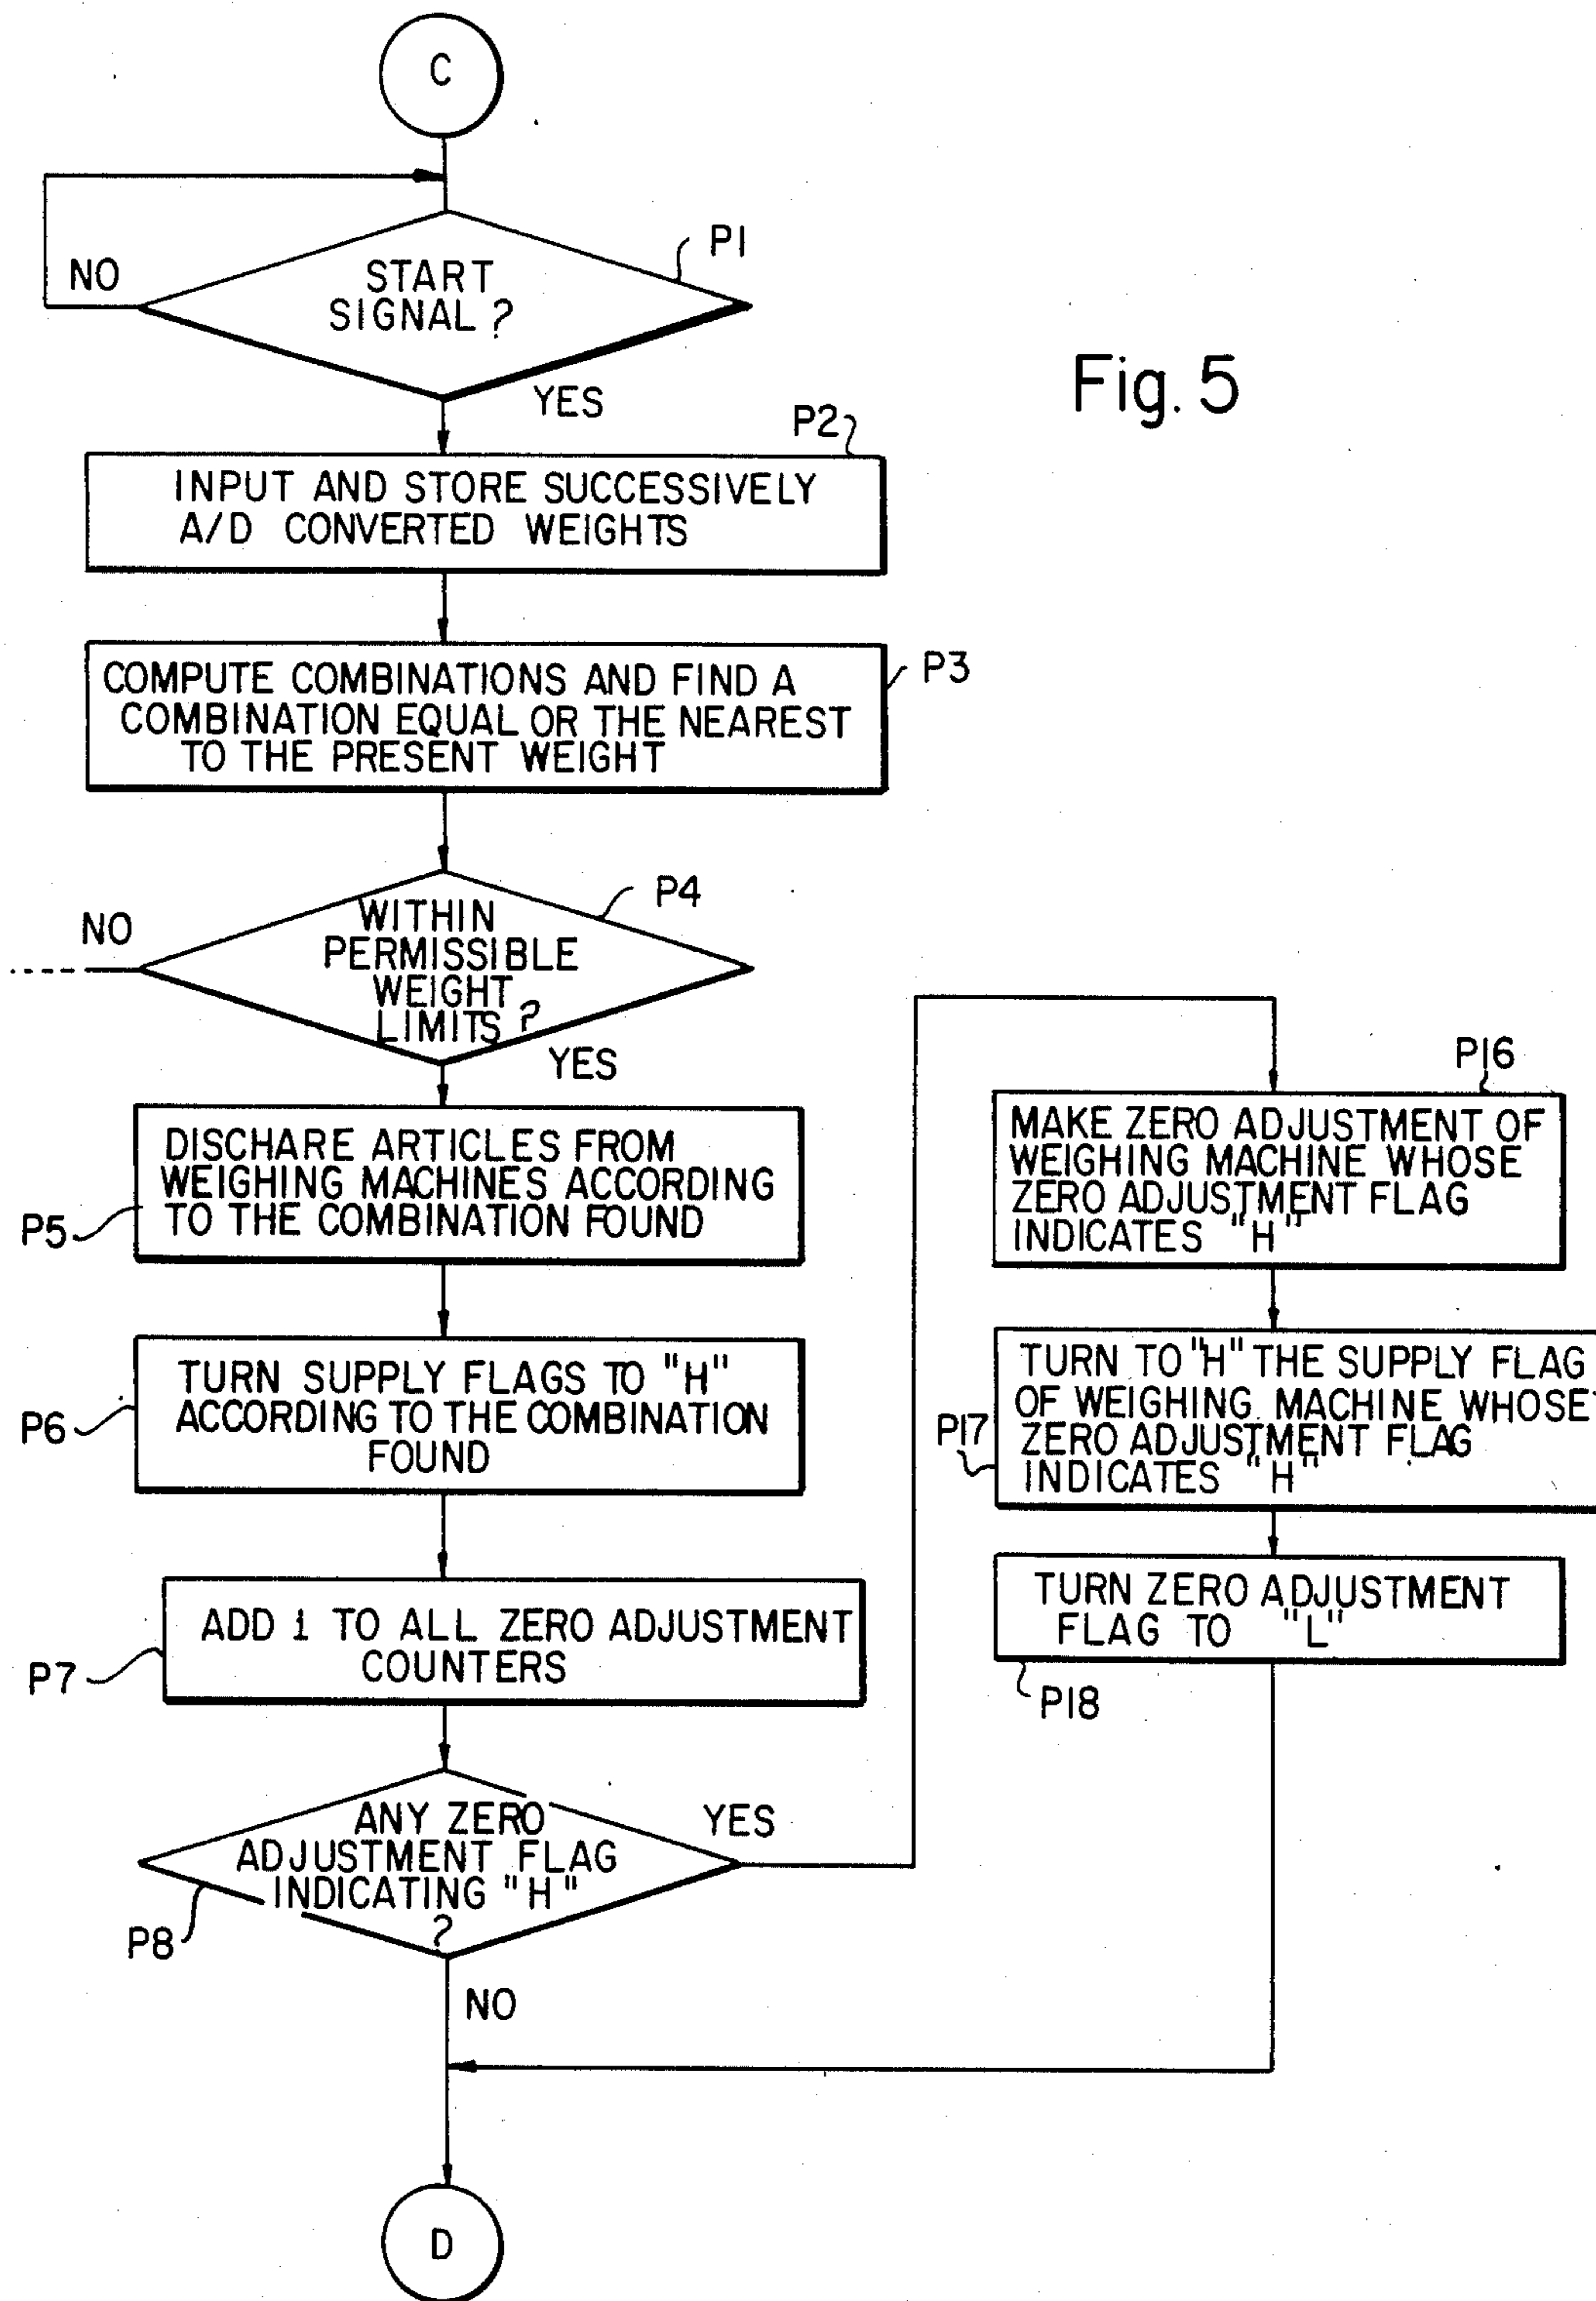 C
P1
NO
START
SIGNAL?
YES
Fig. 5
P2
INPUT AND STORE SUCCESSIVELY
A/D CONVERTED WEIGHTS
P3
COMPUTE COMBINATIONS AND FIND A
COMBINATION EQUAL OR THE NEAREST
TO THE PRESENT WEIGHT
P4
NO
WITHIN
PERMISSIBLE
WEIGHT
LIMITS?
YES
P5
DISCHARE ARTICLES FROM
WEIGHING MACHINES ACCORDING
TO THE COMBINATION FOUND
P6
TURN SUPPLY FLAGS TO "H"
ACCORDING TO THE COMBINATION
FOUND
P7
ADD 1 TO ALL ZERO ADJUSTMENT
COUNTERS
P8
ANY ZERO
ADJUSTMENT FLAG
INDICATING "H"
?
YES
NO
P16
MAKE ZERO ADJUSTMENT OF
WEIGHING MACHINE WHOSE
ZERO ADJUSTMENT FLAG
INDICATES "H"
P17
TURN TO "H" THE SUPPLY FLAG
OF WEIGHING MACHINE WHOSE
ZERO ADJUSTMENT FLAG
INDICATES "H"
TURN ZERO ADJUSTMENT
FLAG TO "L"
P18
D